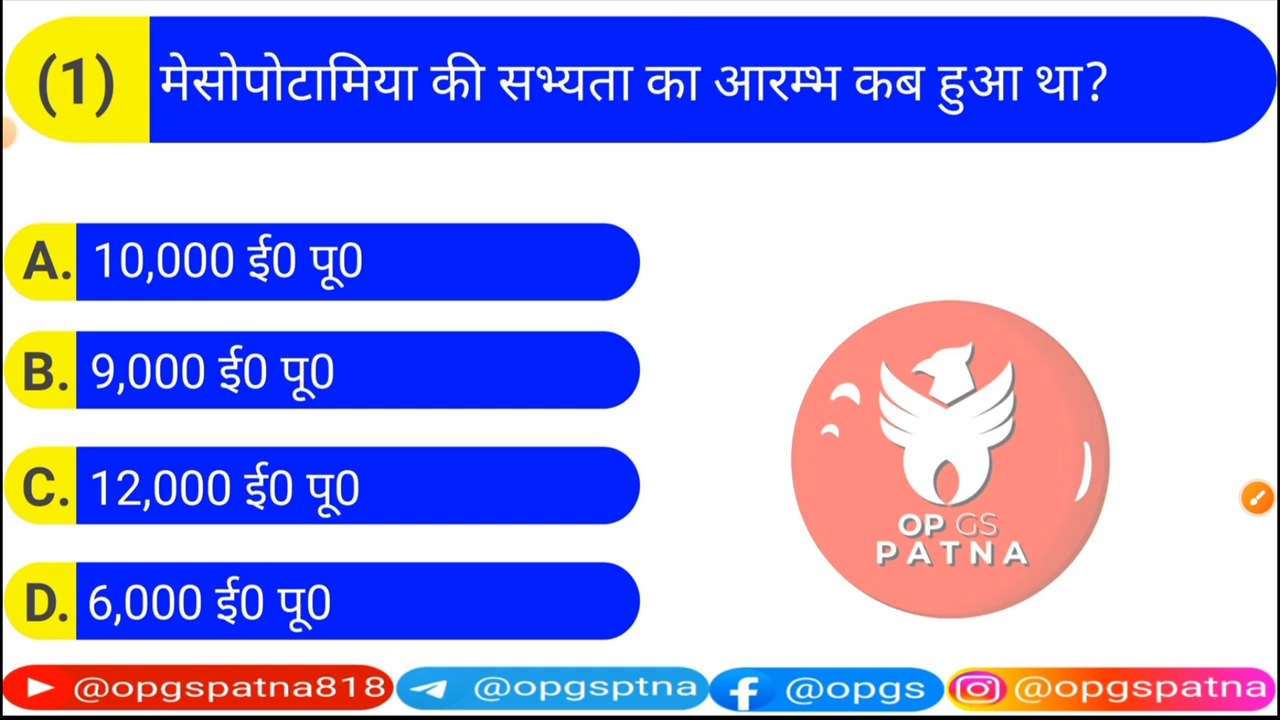 (1) मेसोपोटामिया की सभ्यता का आरम्भ कब हुआ था?
A. 10,000 ई0 पू0
B. 9,000 ई0 पू0
C. 12,000 ई0 पू0
D. 6,000 ई0 पू0
OP GS
PATNA
@opgspatna818 @opgsptna @opgs @opgspatna